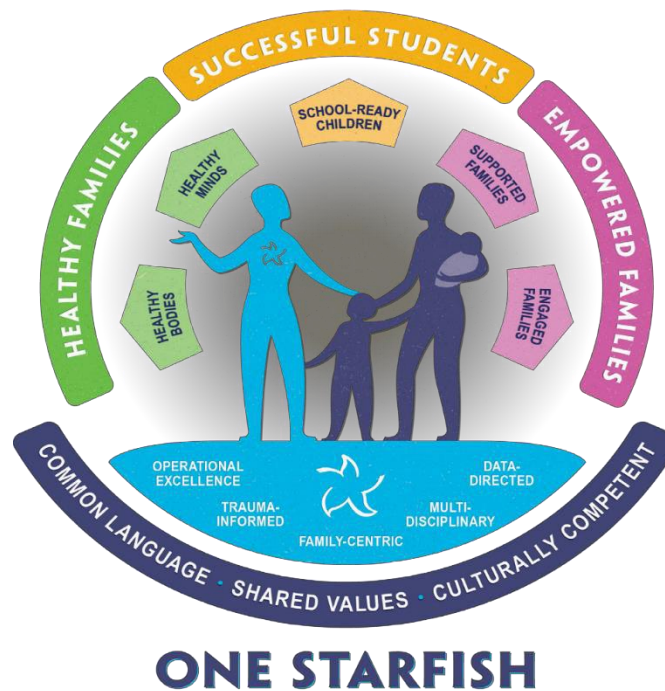 SUCCESSFUL STUDENTS
HEALTHY FAMILIES
EMPOWERED FAMILIES
SCHOOL-READY
CHILDREN
HEALTHY
MINDS
SUPPORTED
FAMILIES
HEALTHY
BODIES
ENGAGED
FAMILIES
OPERATIONAL
EXCELLENCE
DATA-
DIRECTED
TRAUMA-
INFORMED
MULTI-
DISCIPLINARY
FAMILY-CENTRIC
COMMON LANGUAGE • SHARED VALUES • CULTURALLY COMPETENT
ONE STARFISH